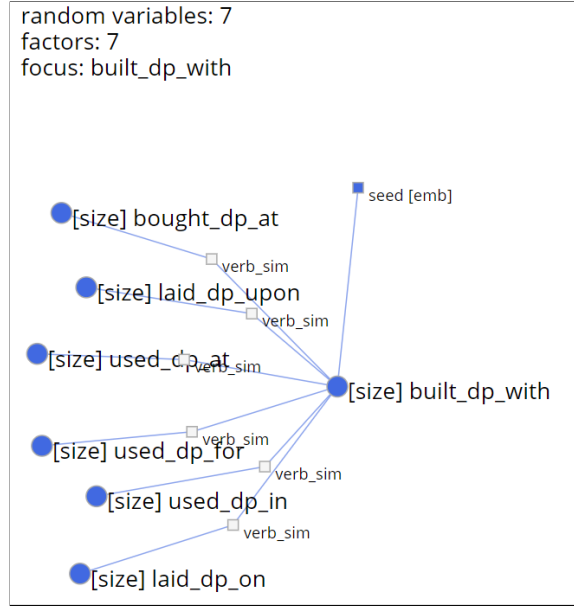 random variables: 7
factors: 7
focus: built_dp_with
seed [emb]
[size] bought_dp_at
verb_sim
[size] laid_dp_upon
verb_sim
[size] used_dp_at
verb_sim
[size] built_dp_with
verb_sim
[size] used_dp_for
verb_sim
[size] used_dp_in
verb_sim
[size] laid_dp_on